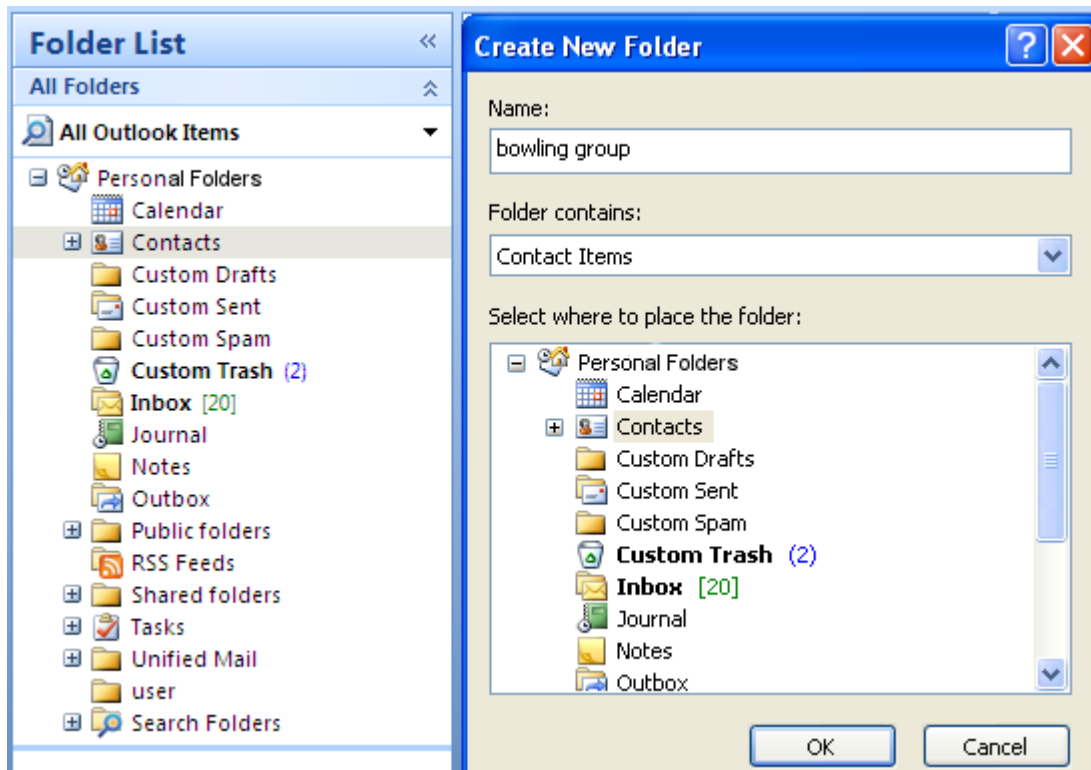 Folder List
All Folders
All Outlook Items
Personal Folders
Calendar
Contacts
Custom Drafts
Custom Sent
Custom Spam
Custom Trash (2)
Inbox [20]
Journal
Notes
Outbox
Public folders
RSS Feeds
Shared folders
Tasks
Unified Mail
user
Search Folders
Create New Folder
Name:
bowling group
Folder contains:
Contact Items
Select where to place the folder:
Personal Folders
Calendar
Contacts
Custom Drafts
Custom Sent
Custom Spam
Custom Trash (2)
Inbox [20]
Journal
Notes
Outbox
OK Cancel